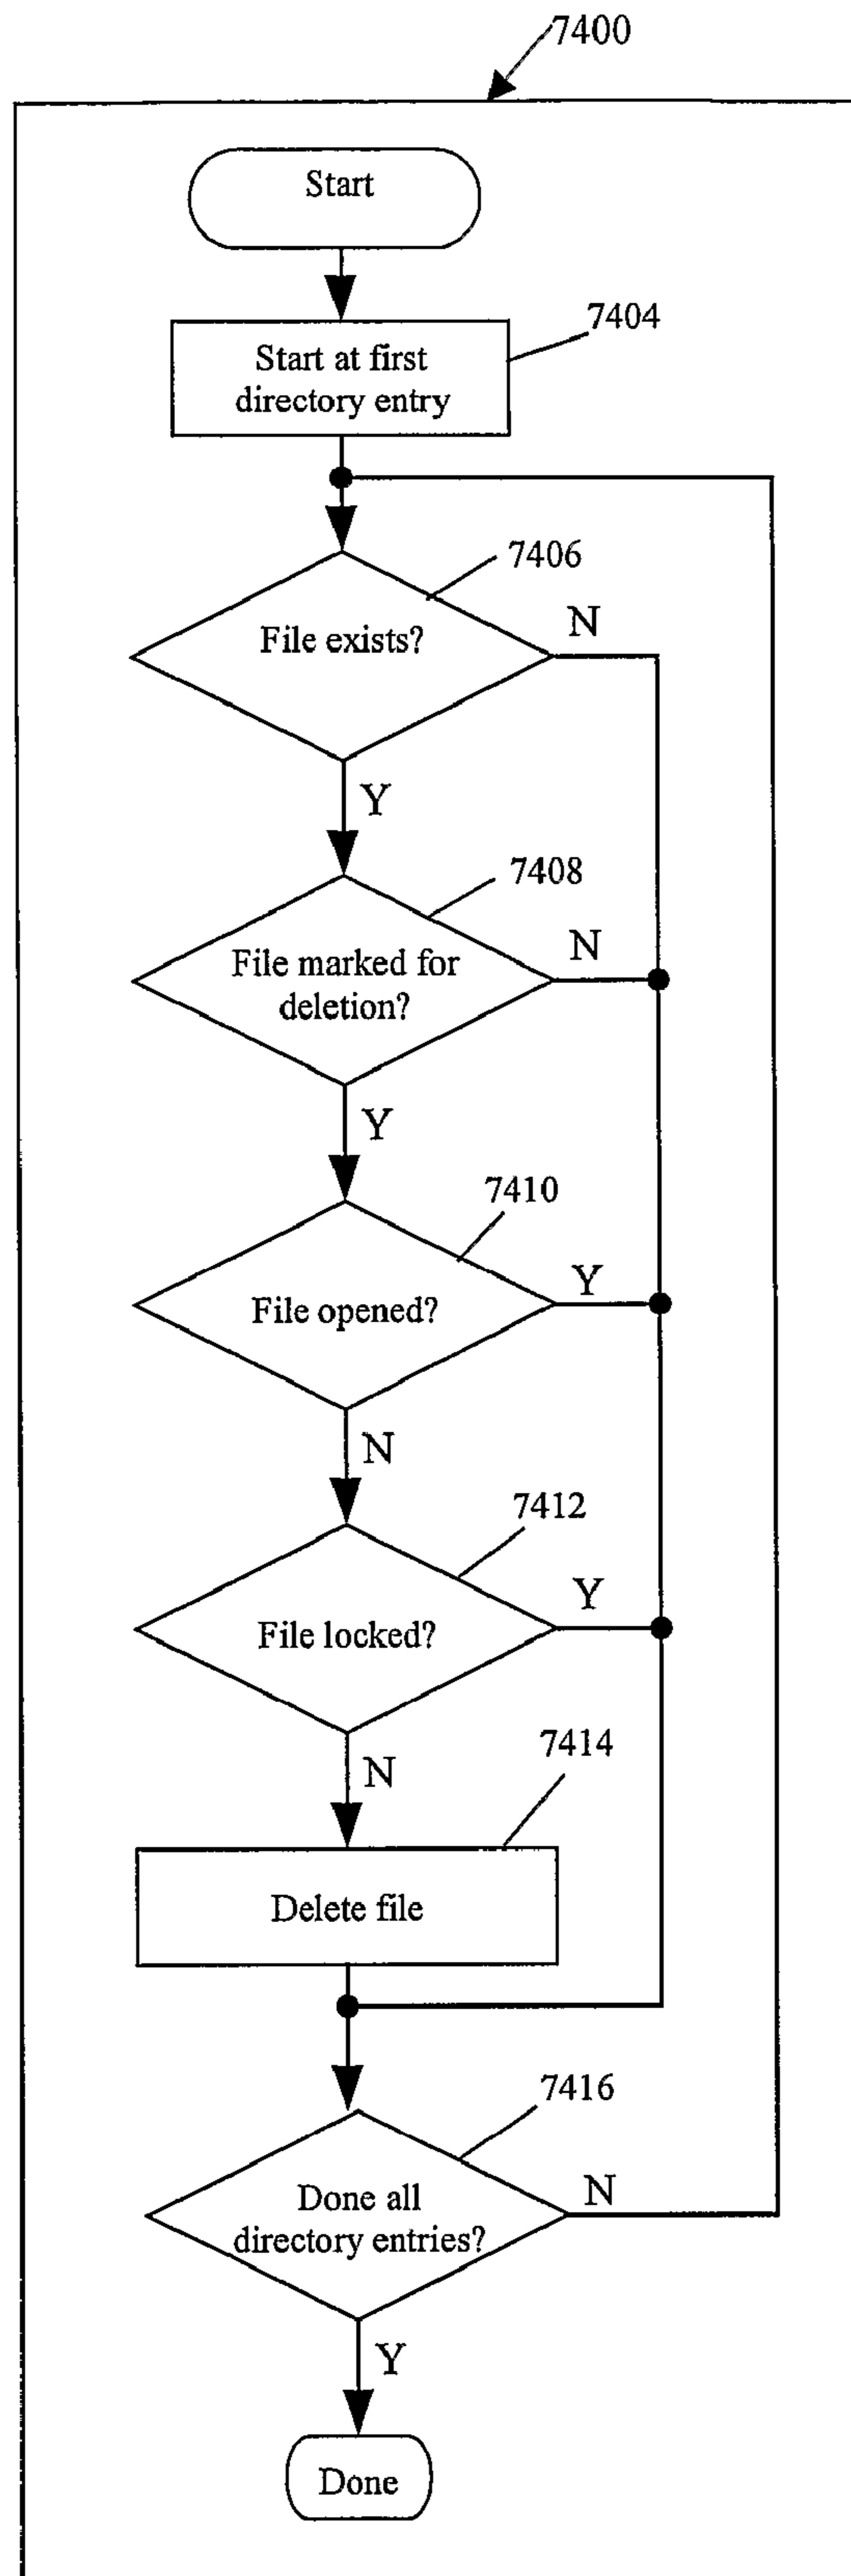 7400
Start
7404
Start at first
directory entry
7406
N
File exists?
Y
7408
N
File marked for
deletion?
Y
7410
Y
File opened?
N
7412
Y
File locked?
N
7414
Delete file
7416
N
Done all
directory entries?
Y
Done